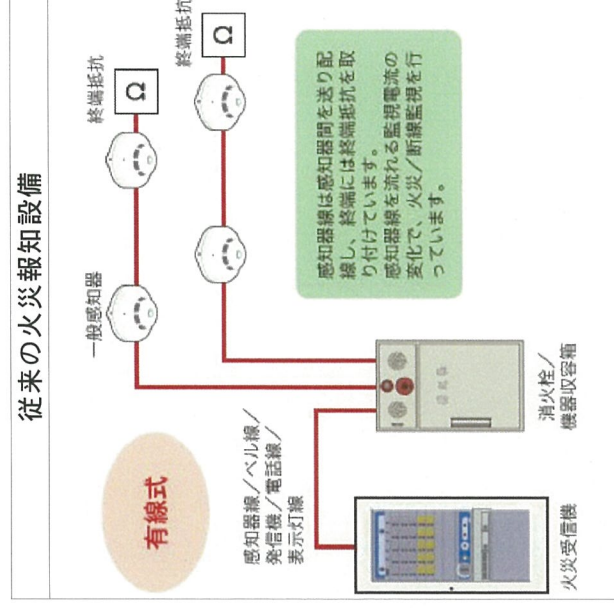 従来の火災報知設備
有線式
一般感知器
終端抵抗
Ω
終端抵抗
Ω
感知器線/ベル線/
発信機/電話線/
表示灯線
感知器線は感知器間を送り配
線し、終端には終端抵抗を取
り付けています。
感知器線を流れる監視電流の
変化で、火災/断線監視を行
っています。
火災受信機
消火栓/
機器収容箱